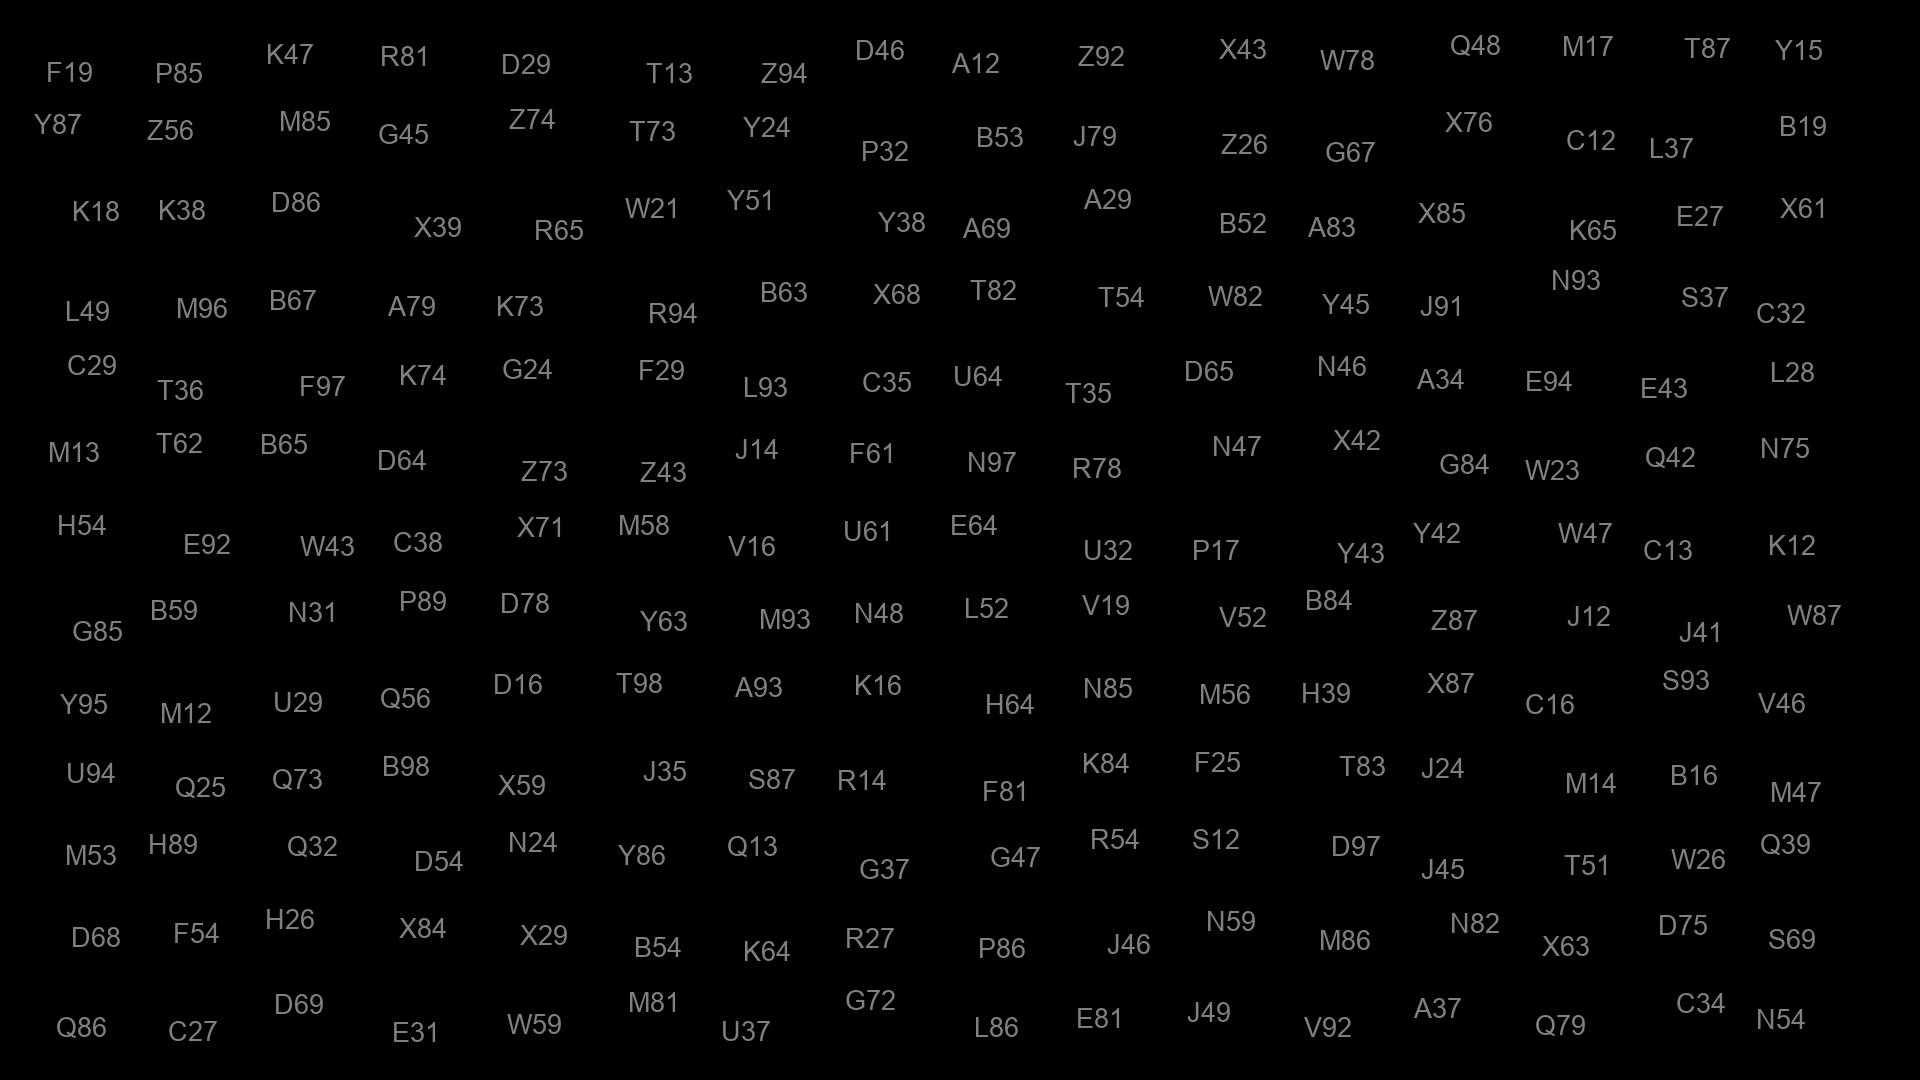 F19 P85 K47 R81 D29 T13 Z94 D46 A12 Z92 X43 W78 Q48 M17 T87 Y15
Y87 Z56 M85 G45 Z74 T73 Y24 P32 B53 J79 Z26 G67 X76 C12 L37 B19
K18 K38 D86 X39 R65 W21 Y51 Y38 A69 A29 B52 A83 X85 K65 E27 X61
L49 M96 B67 A79 K73 R94 B63 X68 T82 T54 W82 Y45 J91 N93 S37 C32
C29 T36 F97 K74 G24 F29 L93 C35 U64 T35 D65 N46 A34 E94 E43 L28
M13 T62 B65 D64 Z73 Z43 J14 F61 N97 R78 N47 X42 G84 W23 Q42 N75
H54 E92 W43 C38 X71 M58 V16 U61 E64 U32 P17 Y43 Y42 W47 C13 K12
G85 B59 N31 P89 D78 Y63 M93 N48 L52 V19 V52 B84 Z87 J12 J41 W87
Y95 M12 U29 Q56 D16 T98 A93 K16 H64 N85 M56 H39 X87 C16 S93 V46
U94 Q25 Q73 B98 X59 J35 S87 R14 F81 K84 F25 T83 J24 M14 B16 M47
M53 H89 Q32 D54 N24 Y86 Q13 G37 G47 R54 S12 D97 J45 T51 W26 Q39
D68 F54 H26 X84 X29 B54 K64 R27 P86 J46 N59 M86 N82 X63 D75 S69
Q86 C27 D69 E31 W59 M81 U37 G72 L86 E81 J49 V92 A37 Q79 C34 N54